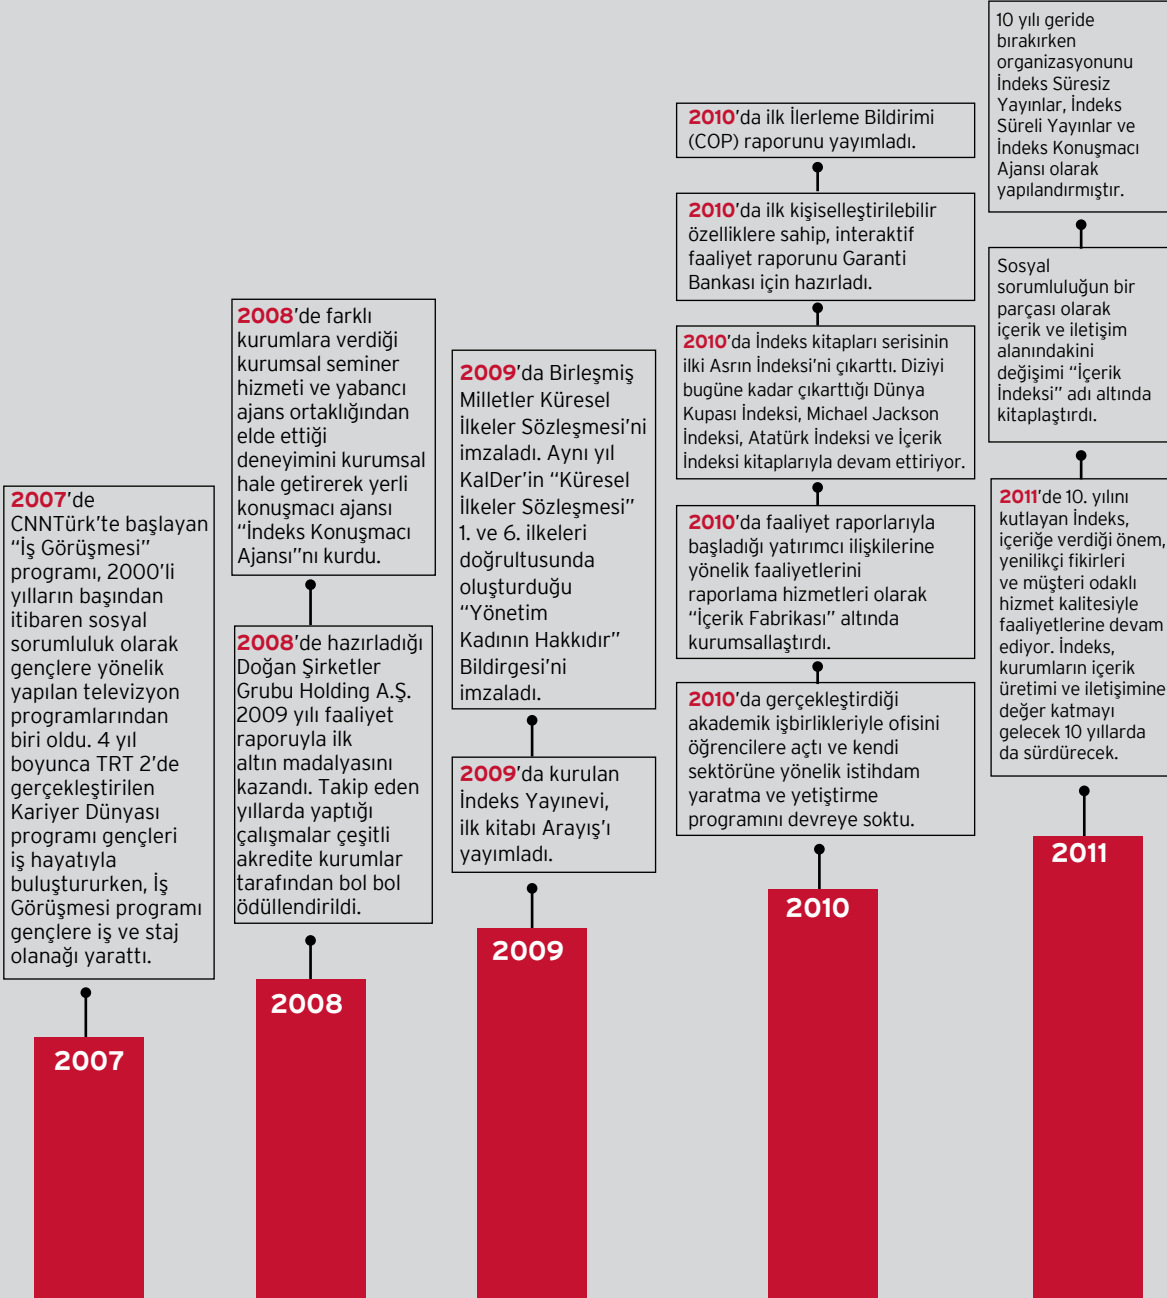 2007'de
CNNTürk'te başlayan
“İş Görüşmesi”
programı, 2000'li
yılların başından
itibaren sosyal
sorumluluk olarak
gençlere yönelik
yapılan televizyon
programlarından
biri oldu. 4 yıl
boyunca TRT 2'de
gerçekleştirilen
Kariyer Dünyası
programı gençleri
iş hayatıyla
buluştururken, İş
Görüşmesi programı
gençlere iş ve staj
olanağı yarattı.
2007
2008'de farklı
kurumlara verdiği
kurumsal seminer
hizmeti ve yabancı
ajans ortaklığından
elde ettiği
deneyimini kurumsal
hale getirerek yerli
konuşmacı ajansı
“İndeks Konuşmacı
Ajansı”nı kurdu.
2008'de hazırladığı
Doğan Şirketler
Grubu Holding A.Ş.
2009 yılı faaliyet
raporuyla ilk
altın madalyasını
kazandı. Takip eden
yıllarda yaptığı
çalışmalar çeşitli
akredite kurumlar
tarafından bol bol
ödüllendirildi.
2008
2009'da Birleşmiş
Milletler Küresel
İlkeler Sözleşmesi'ni
imzaladı. Aynı yıl
KalDer'in “Küresel
İlkeler Sözleşmesi”
1. ve 6. ilkeleri
doğrultusunda
oluşturduğu
“Yönetim
Kadının Hakkıdır”
Bildirgesi'ni
imzaladı.
2009'da kurulan
İndeks Yayınevi,
ilk kitabı Arayış'ı
yayımladı.
2009
2010'da ilk İlerleme Bildirimi
(COP) raporunu yayımladı.
2010'da ilk kişiselleştirilebilir
özelliklere sahip, interaktif
faaliyet raporunu Garanti
Bankası için hazırladı.
2010'da İndeks kitapları serisinin
ilki Asrın İndeksi'ni çıkarttı. Diziyi
bugüne kadar çıkarttığı Dünya
Kupası İndeksi, Michael Jackson
İndeksi, Atatürk İndeksi ve İçerik
İndeksi kitaplarıyla devam ettiriyor.
2010'da faaliyet raporlarıyla
başladığı yatırımcı ilişkilerine
yönelik faaliyetlerini
raporlama hizmetleri olarak
“İçerik Fabrikası” altında
kurumsallaştırdı.
2010'da gerçekleştirdiği
akademik işbirlikleriyle ofisini
öğrencilere açtı ve kendi
sektörüne yönelik istihdam
yaratma ve yetiştirme
programını devreye soktu.
2010
10 yılı geride
bırakırken
organizasyonunu
İndeks Süresiz
Yayınlar, İndeks
Süreli Yayınlar ve
İndeks Konuşmacı
Ajansı olarak
yapılandırmıştır.
Sosyal
sorumluluğun bir
parçası olarak
içerik ve iletişim
alanındakini
değişimi “İçerik
İndeksi” adı altında
kitaplaştırdı.
2011'de 10. yılını
kutlayan İndeks,
içeriğe verdiği önem,
yenilikçi fikirleri
ve müşteri odaklı
hizmet kalitesiyle
faaliyetlerine devam
ediyor. İndeks,
kurumların içerik
üretimi ve iletişimine
değer katmayı
gelecek 10 yıllarda
da sürdürecek.
2011